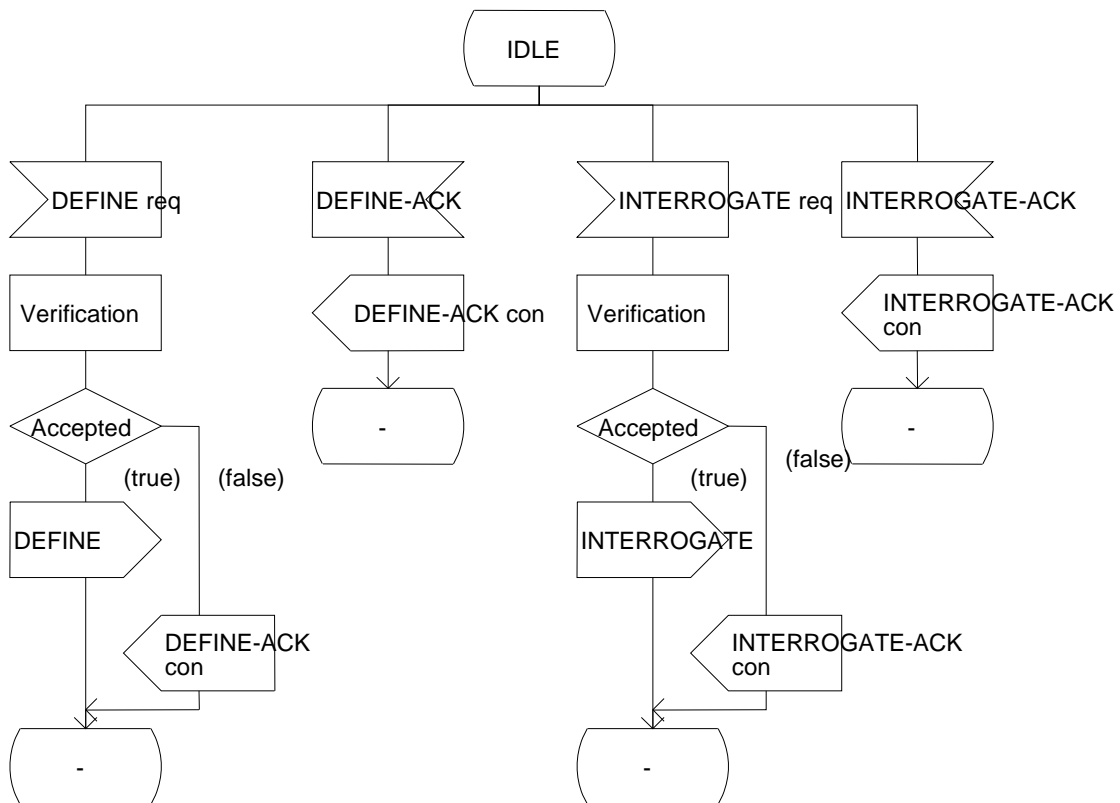 IDLE
DEFINE req
DEFINE-ACK
INTERROGATE req
INTERROGATE-ACK
Verification
DEFINE-ACK con
Verification
INTERROGATE-ACK
con
Accepted
-
Accepted
-
(true)
(false)
(true)
(false)
DEFINE
INTERROGATE
DEFINE-ACK
con
INTERROGATE-ACK
con
-
-